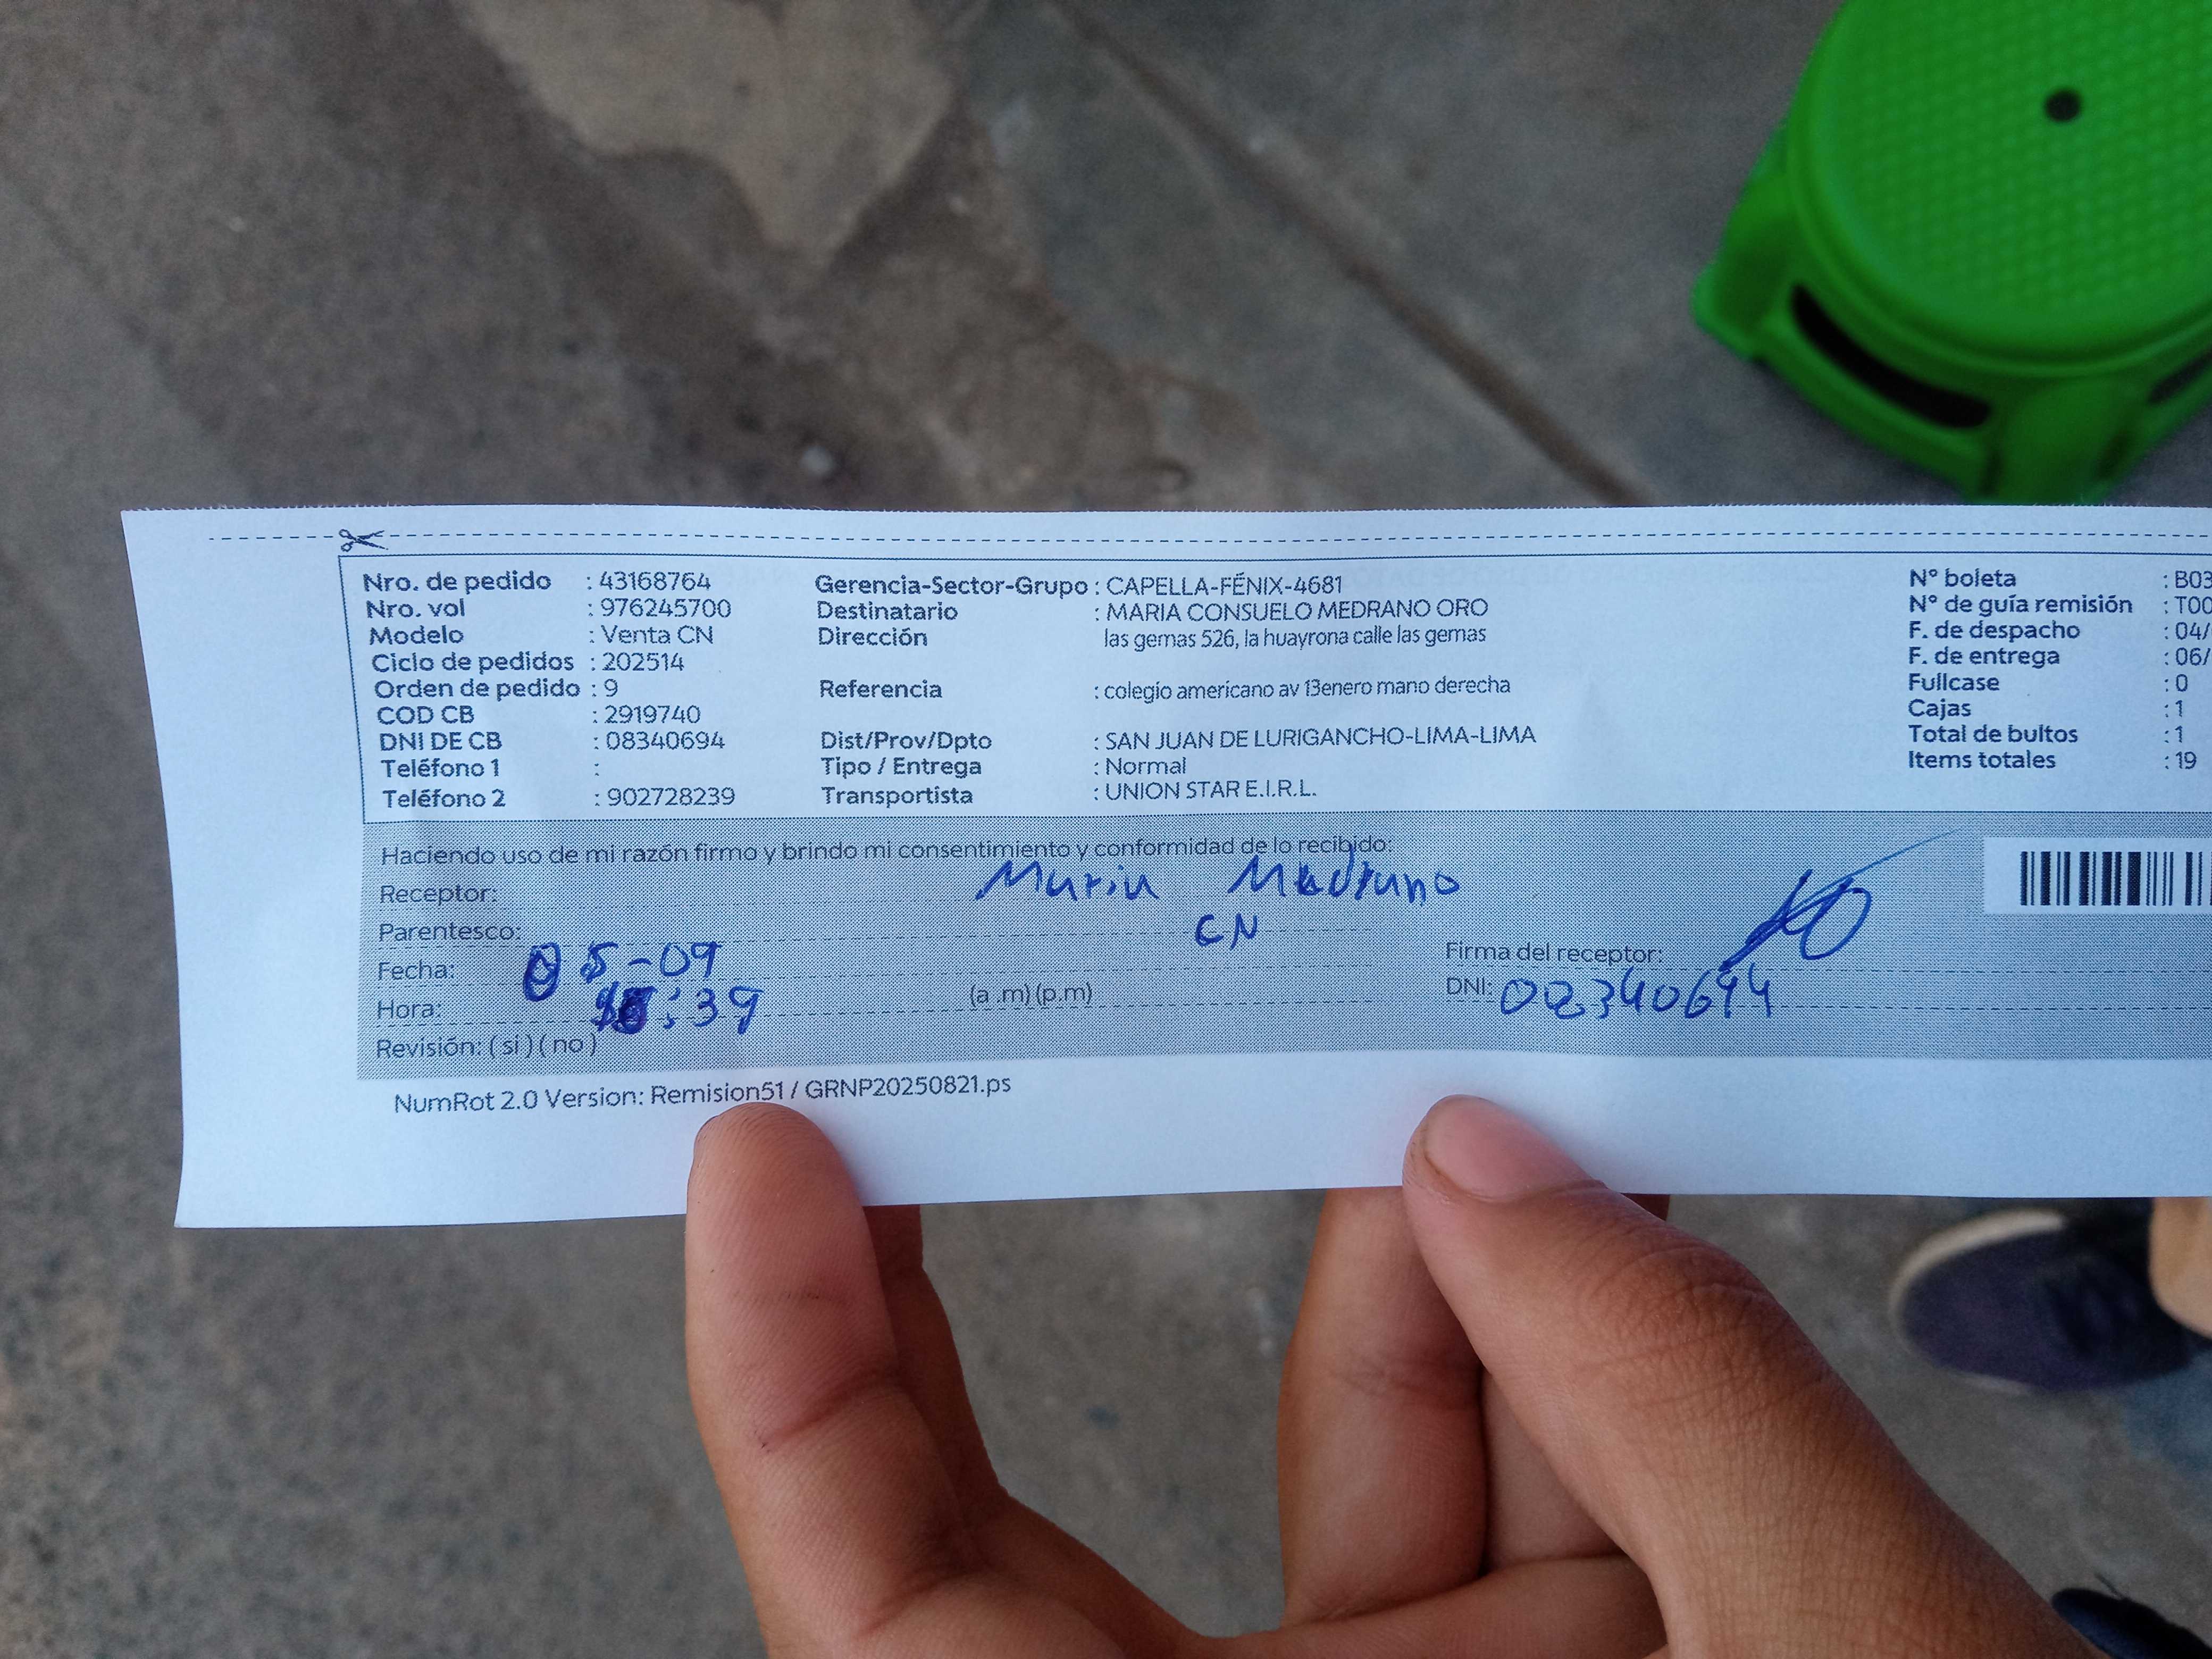 Nro. de pedido : 43168764 Gerencia-Sector-Grupo : CAPELLA-FÉNIX-4681 N° boleta : B03
Nro. vol : 976245700 Destinatario : MARIA CONSUELO MEDRANO ORO N° de guía remisión : T00
Modelo : Venta CN Dirección las gemas 526, la huayrona calle las gemas F. de despacho : 04/
Ciclo de pedidos : 202514 F. de entrega : 06/
Orden de pedido : 9 Referencia : colegio americano av 13enero mano derecha Fullcase : 0
COD CB : 2919740 Cajas : 1
DNI DE CB : 08340694 Dist/Prov/Dpto : SAN JUAN DE LURIGANCHO-LIMA-LIMA Total de bultos : 1
Teléfono 1 : Tipo / Entrega : Normal Items totales : 19
Teléfono 2 : 902728239 Transportista : UNION STAR E.I.R.L.
Haciendo uso de mi razón firmo y brindo mi consentimiento y conformidad de lo recibido:
Receptor: Maria Medrano
Parentesco: CN
Fecha: 05-09 Firma del receptor:
Hora: :39 (a .m) (p.m) DNI:
Revisión: ( si ) ( no )
NumRot 2.0 Version: Remision51 / GRNP20250821.ps